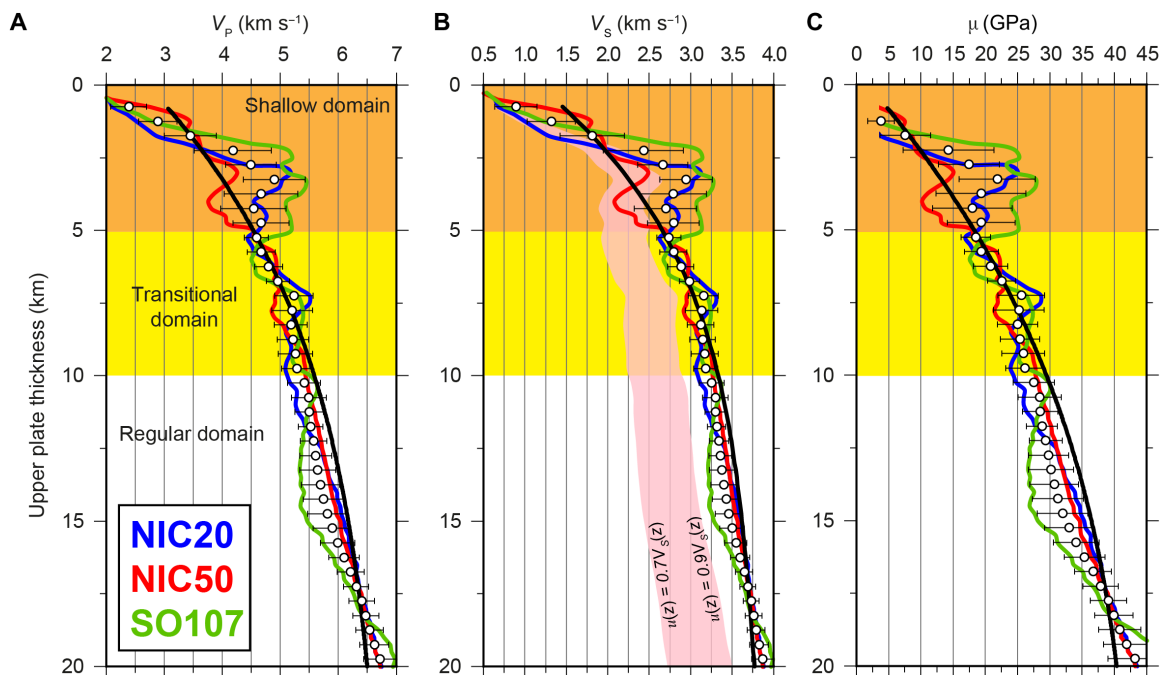 A
V_P (km s⁻¹)
2 3 4 5 6 7
B
V_S (km s⁻¹)
0.5 1.0 1.5 2.0 2.5 3.0 3.5 4.0
C
μ (GPa)
0 5 10 15 20 25 30 35 40 45
Upper plate thickness (km)
0
5
10
15
20
Shallow domain
Transitional
domain
Regular domain
NIC20
NIC50
SO107
0
5
10
15
20
u(z) = 0.7V_S(z)
u(z) = 0.9V_S(z)
0
5
10
15
20